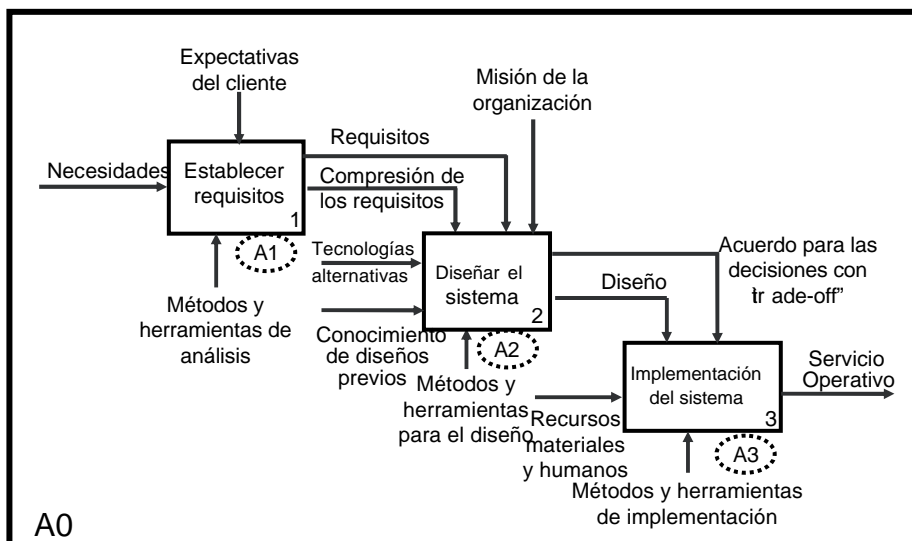 Expectativas
del cliente
Misión de la
organización
Necesidades
Establecer
requisitos
1
Requisitos
Compresión de
los requisitos
A1
Métodos y
herramientas de
análisis
Tecnologías
alternativas
Conocimiento
de diseños
previos
Diseñar el
sistema
2
A2
Métodos y
herramientas
para el diseño
Diseño
Acuerdo para las
decisiones con
tr ade-off”
Implementación
del sistema
3
A3
Servicio
Operativo
Recursos
materiales
y humanos
Métodos y herramientas
de implementación
A0